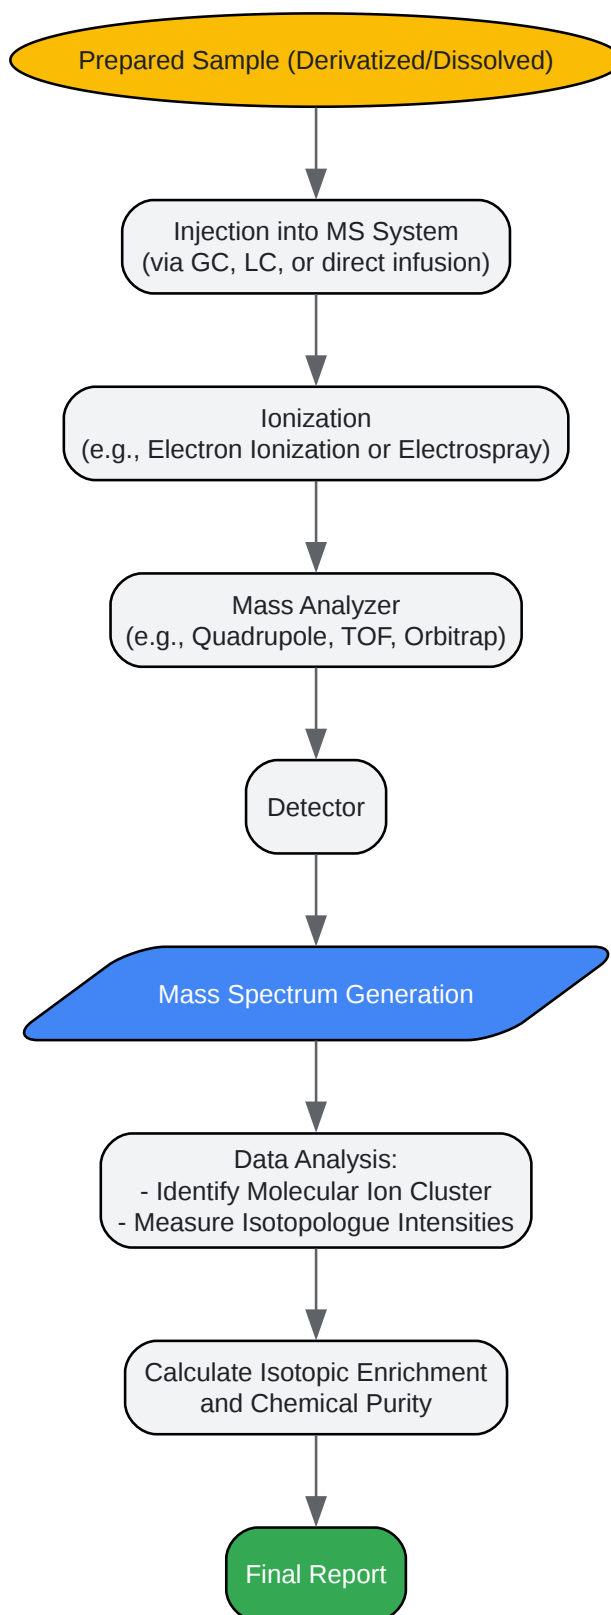 Prepared Sample (Derivatized/Dissolved)
Injection into MS System
(via GC, LC, or direct infusion)
Ionization
(e.g., Electron Ionization or Electrospray)
Mass Analyzer
(e.g., Quadrupole, TOF, Orbitrap)
Detector
Mass Spectrum Generation
Data Analysis:
- Identify Molecular Ion Cluster
- Measure Isotopologue Intensities
Calculate Isotopic Enrichment
and Chemical Purity
Final Report